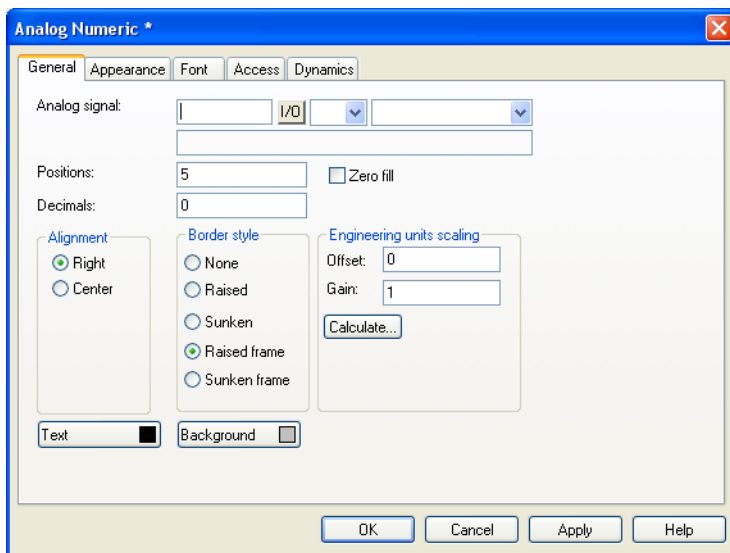 Analog Numeric *
General Appearance Font Access Dynamics
Analog signal: I/O
Positions: 5 Zero fill
Decimals: 0
Alignment Border style Engineering units scaling
Right None Offset: 0
Center Raised Gain: 1
Sunken Calculate...
Raised frame
Sunken frame
Text Background
OK Cancel Apply Help